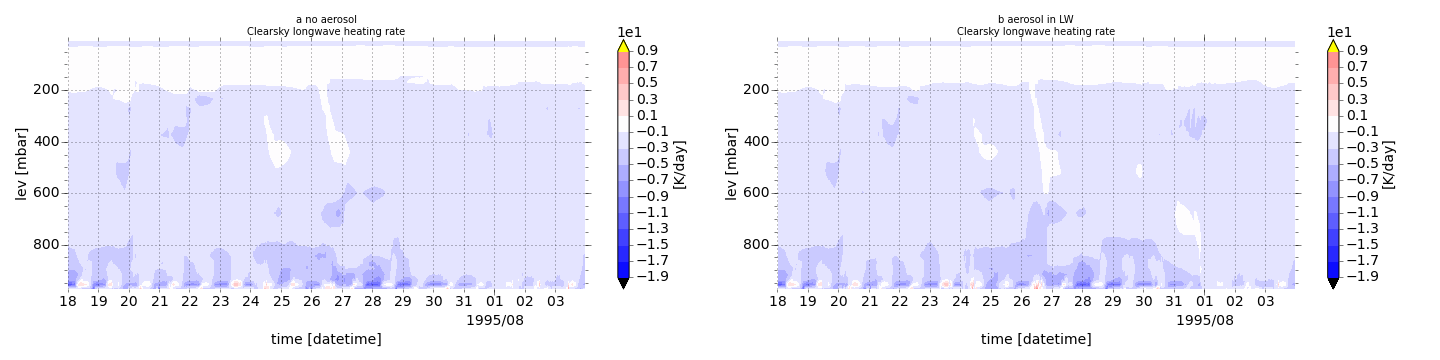 a no aerosol
Clearsky longwave heating rate
1e1
200
400
600
800
lev [mbar]
0.9
0.7
0.5
0.3
0.1
−0.1
−0.3
−0.5
−0.7
−0.9
−1.1
−1.3
−1.5
−1.7
−1.9
[K/day]
18 19 20 21 22 23 24 25 26 27 28 29 30 31 01 02 03
1995/08
time [datetime]
b aerosol in LW
Clearsky longwave heating rate
1e1
200
400
600
800
lev [mbar]
0.9
0.7
0.5
0.3
0.1
−0.1
−0.3
−0.5
−0.7
−0.9
−1.1
−1.3
−1.5
−1.7
−1.9
[K/day]
18 19 20 21 22 23 24 25 26 27 28 29 30 31 01 02 03
1995/08
time [datetime]